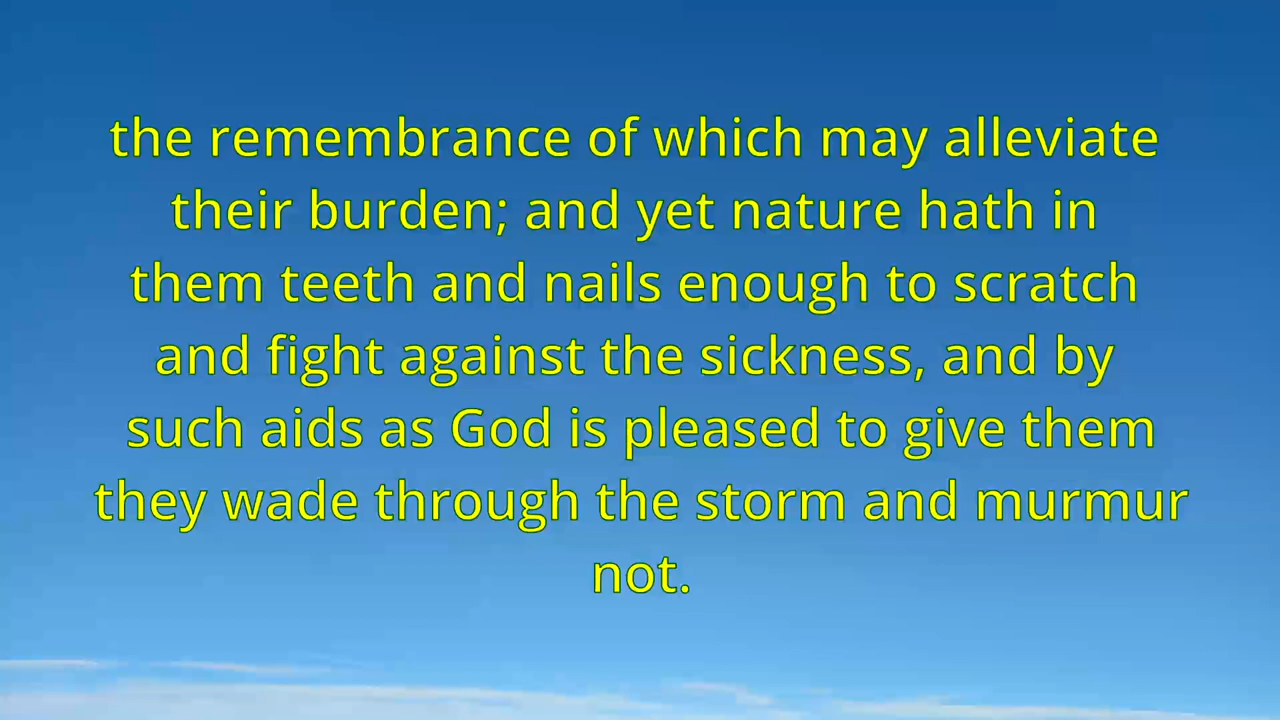 the remembrance of which may alleviate
their burden; and yet nature hath in
them teeth and nails enough to scratch
and fight against the sickness, and by
such aids as God is pleased to give them
they wade through the storm and murmur
not.